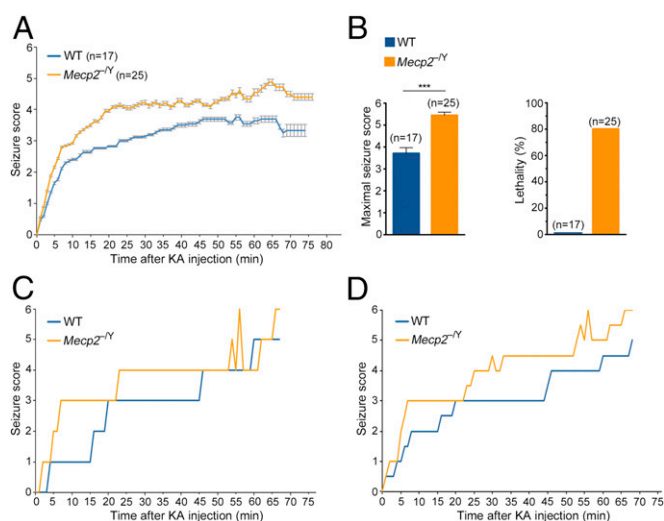 A
WT (n=17)
Mecp2–/Y (n=25)
Seizure score
6
5
4
3
2
1
0
0 5 10 15 20 25 30 35 40 45 50 55 60 65 70 75 80
Time after KA injection (min)
B
WT
Mecp2–/Y
Maximal seizure score
6
5
4
3
2
1
0
***
(n=17)
(n=25)
Lethality (%)
100
80
60
40
20
0
(n=17)
(n=25)
C
WT
Mecp2–/Y
Seizure score
6
5
4
3
2
1
0
0 5 10 15 20 25 30 35 40 45 50 55 60 65 70 75
Time after KA injection (min)
D
WT
Mecp2–/Y
Seizure score
6
5
4
3
2
1
0
0 5 10 15 20 25 30 35 40 45 50 55 60 65 70 75
Time after KA injection (min)